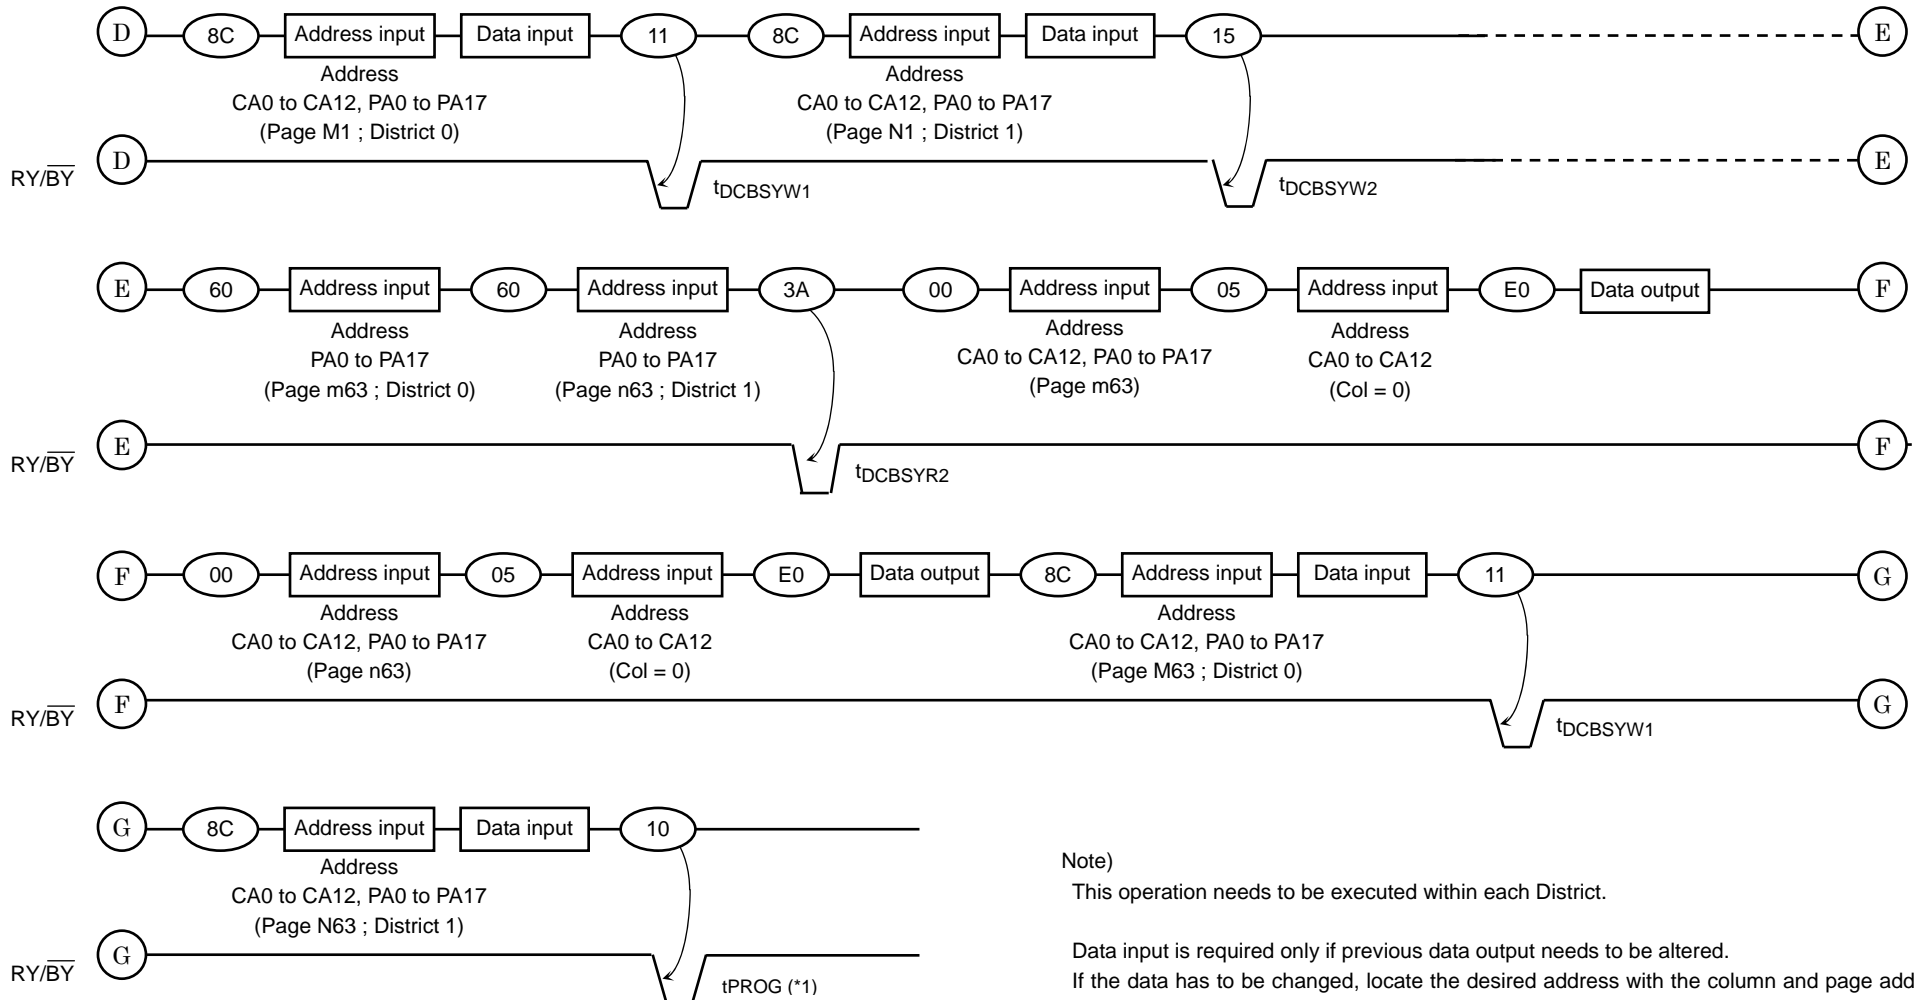 D 8C Address input Data input 11 8C Address input Data input 15 E
Address Address
CA0 to CA12, PA0 to PA17 CA0 to CA12, PA0 to PA17
(Page M1 ; District 0) (Page N1 ; District 1)
RY/BY D tDCBSYW1 tDCBSYW2 E
E 60 Address input 60 Address input 3A 00 Address input 05 Address input E0 Data output F
Address Address Address Address
PA0 to PA17 PA0 to PA17 CA0 to CA12, PA0 to PA17 CA0 to CA12
(Page m63 ; District 0) (Page n63 ; District 1) (Page m63) (Col = 0)
RY/BY E tDCBSYR2 F
F 00 Address input 05 Address input E0 Data output 8C Address input Data input 11 G
Address Address Address
CA0 to CA12, PA0 to PA17 CA0 to CA12 CA0 to CA12, PA0 to PA17
(Page n63) (Col = 0) (Page M63 ; District 0)
RY/BY F tDCBSYW1 G
G 8C Address input Data input 10
Address
CA0 to CA12, PA0 to PA17
(Page N63 ; District 1)
RY/BY G tPROG (*1)
Note)
This operation needs to be executed within each District.
Data input is required only if previous data output needs to be altered.
If the data has to be changed, locate the desired address with the column and page add